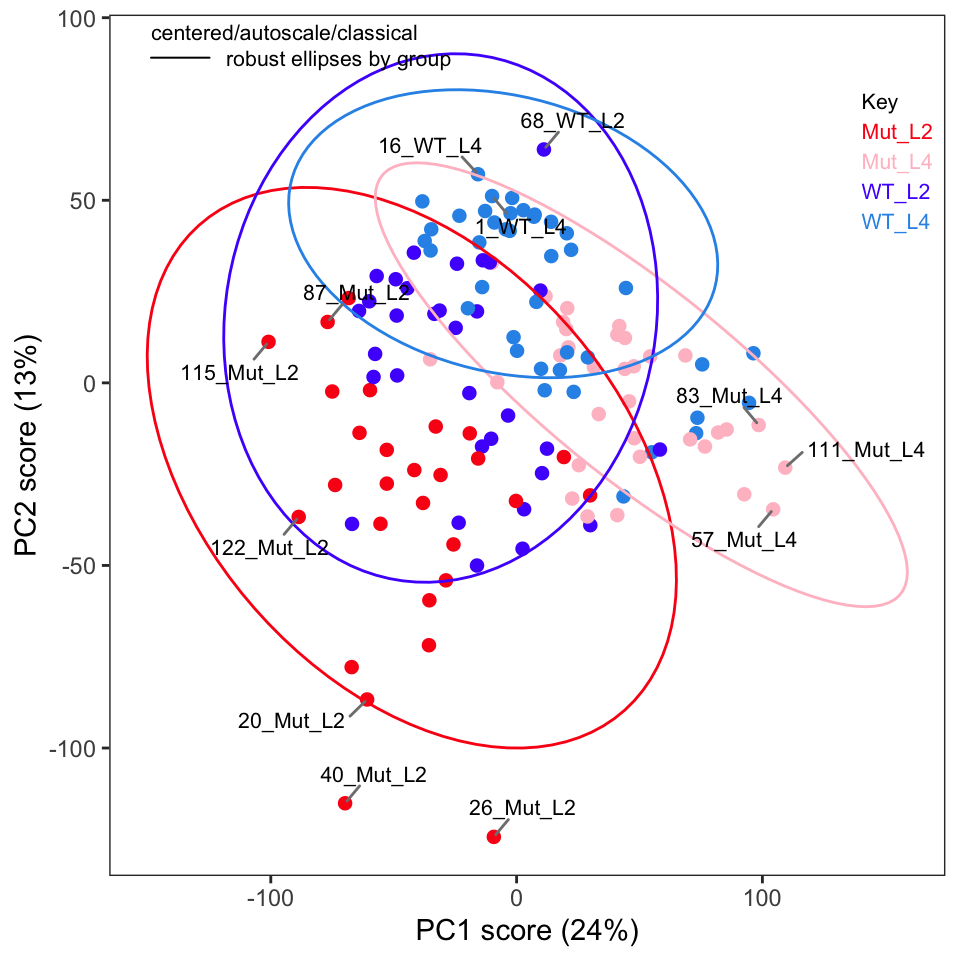 100
centered/autoscale/classical
robust ellipses by group
Key
Mut_L2
Mut_L4
WT_L2
WT_L4
68_WT_L2
16_WT_L4
50
1_WT_L4
87_Mut_L2
115_Mut_L2
0
83_Mut_L4
111_Mut_L4
57_Mut_L4
122_Mut_L2
-50
20_Mut_L2
-100
40_Mut_L2
26_Mut_L2
-100
0
100
PC1 score (24%)
PC2 score (13%)